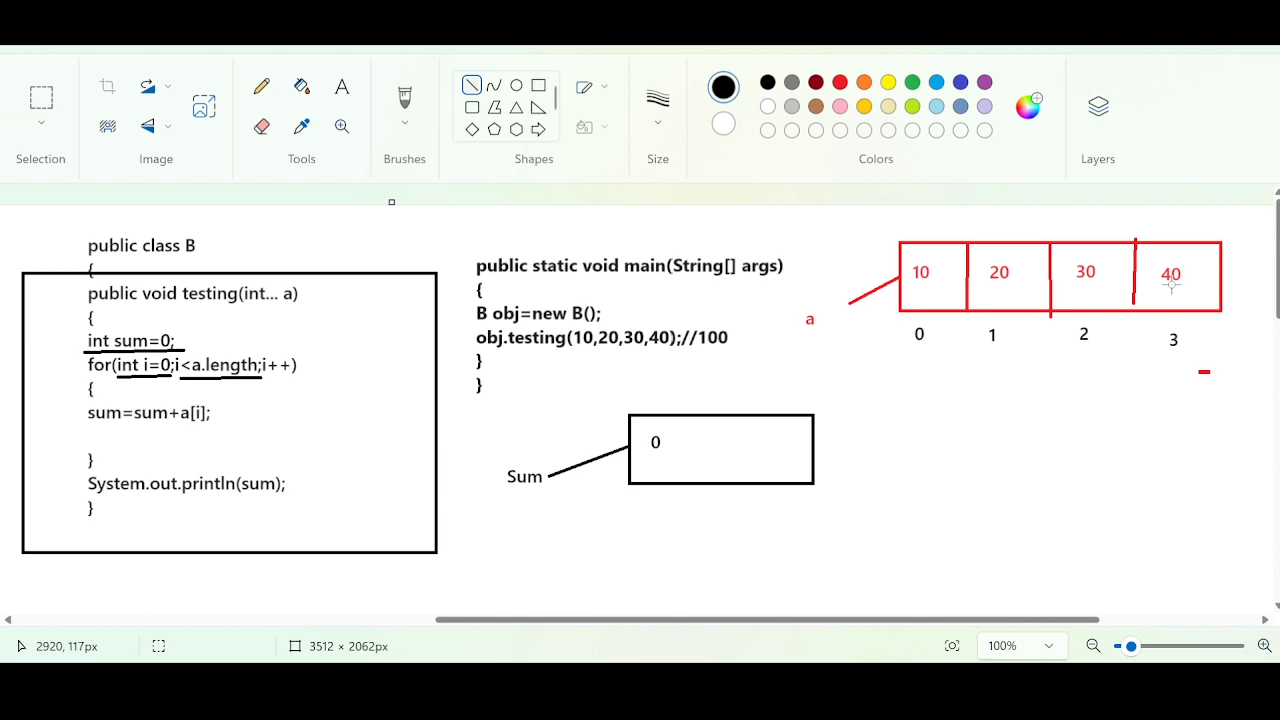 Selection
Image
Tools
Brushes
Shapes
Size
Colors
Layers
public class B
{
public void testing(int... a)
{
int sum=0;
for(int i=0;i<a.length;i++)
{
sum=sum+a[i];
}
System.out.println(sum);
}
public static void main(String[] args)
{
B obj=new B();
obj.testing(10,20,30,40);//100
}
}
Sum
0
a
10 20 30 40
0 1 2 3
2920, 117px
3512 × 2062px
100%